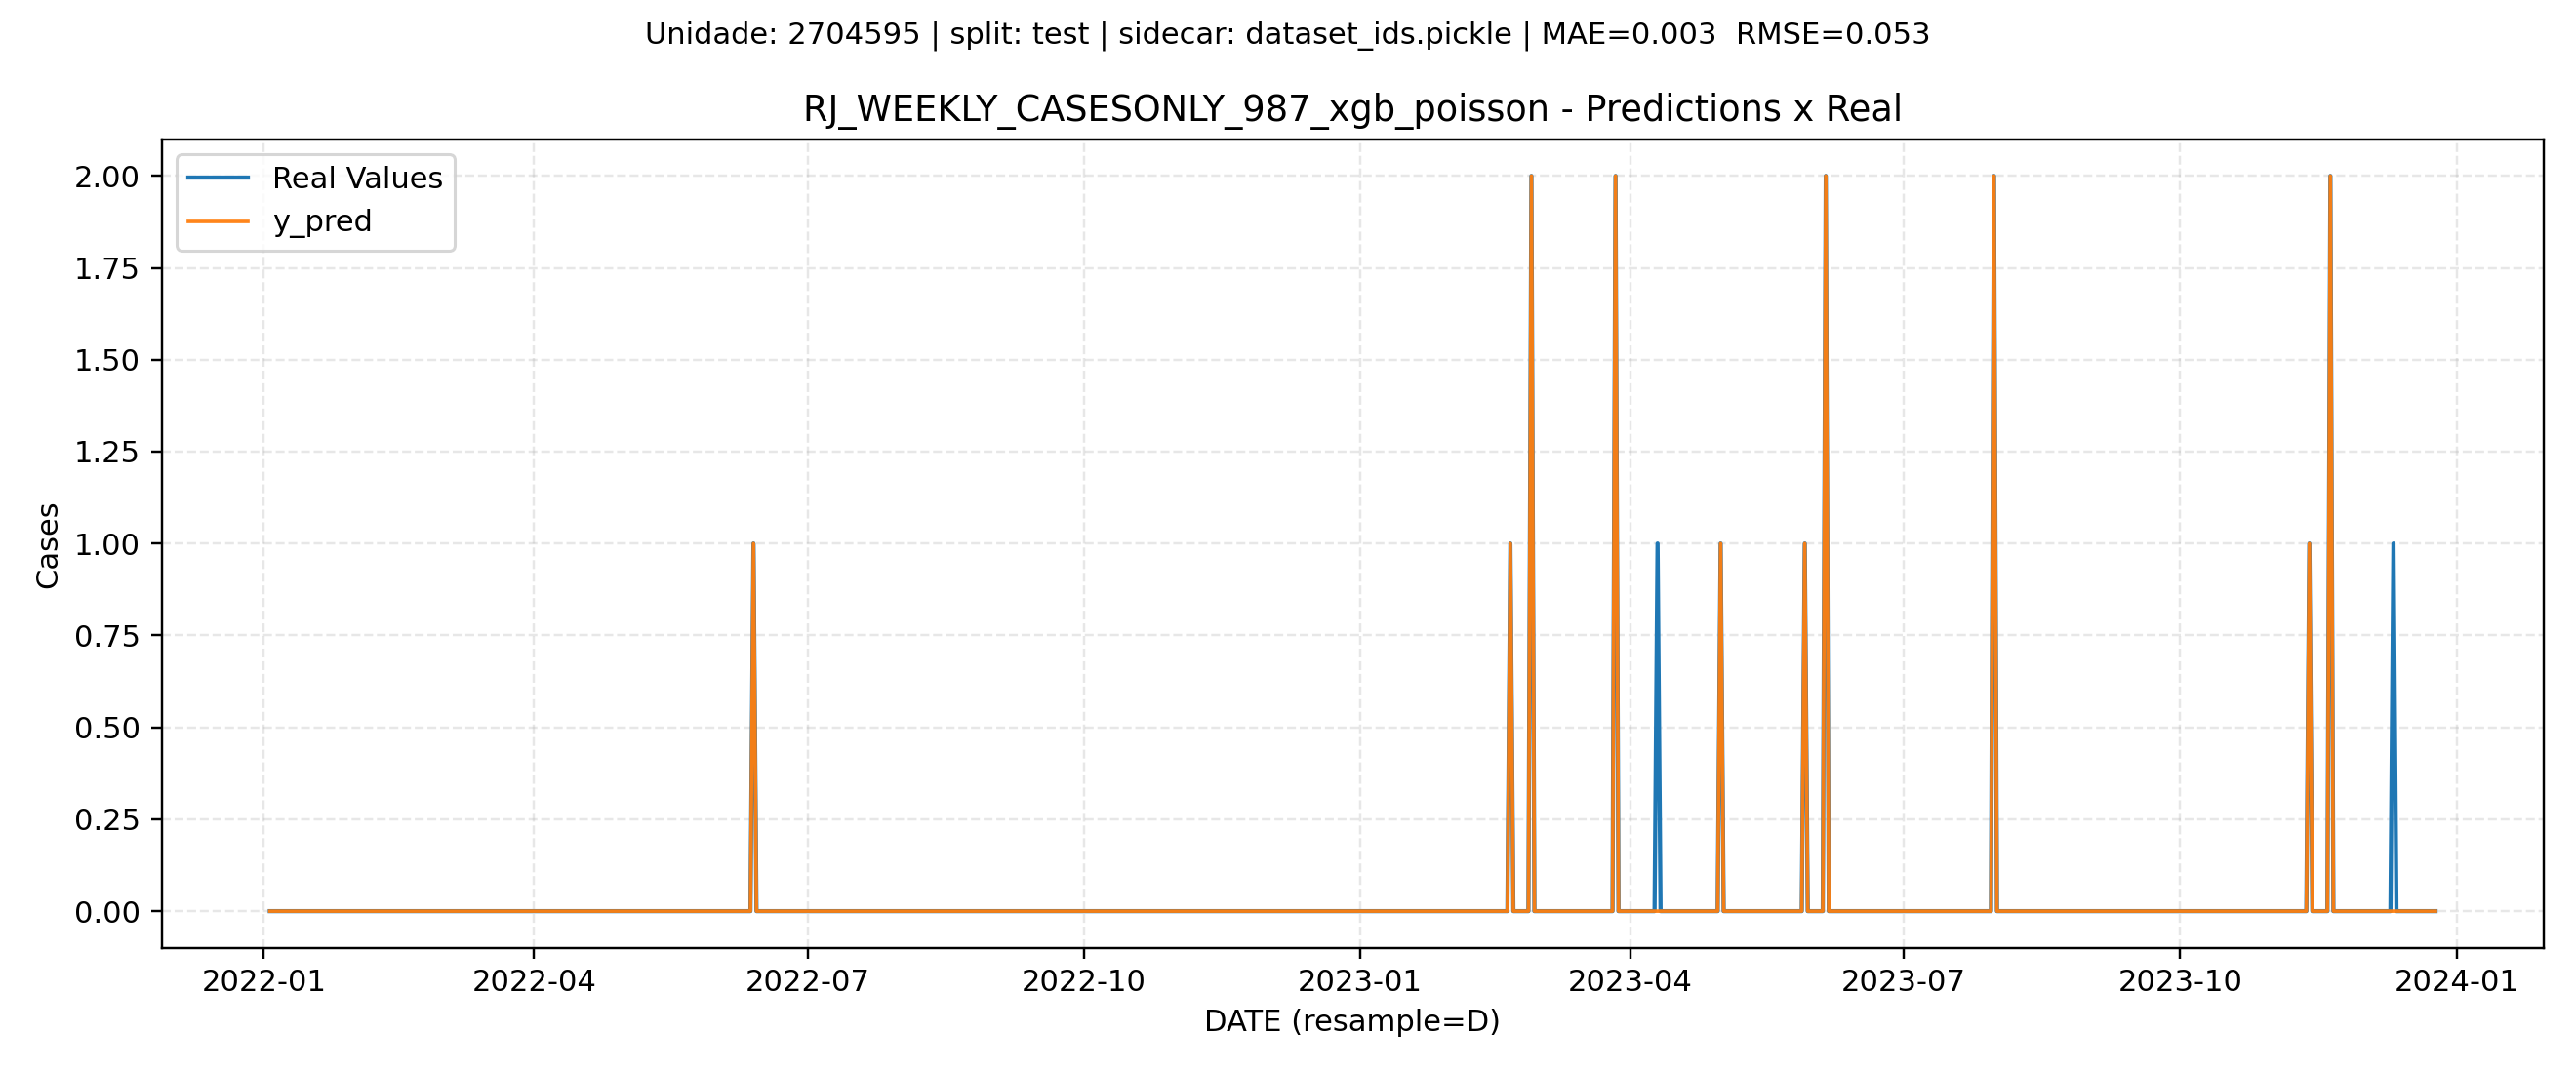 Unidade: 2704595 | split: test | sidecar: dataset_ids.pickle | MAE=0.003  RMSE=0.053
RJ_WEEKLY_CASESONLY_987_xgb_poisson - Predictions x Real
Real Values
y_pred
2.00
1.75
1.50
1.25
1.00
0.75
0.50
0.25
0.00
Cases
2022-01 2022-04 2022-07 2022-10 2023-01 2023-04 2023-07 2023-10 2024-01
DATE (resample=D)